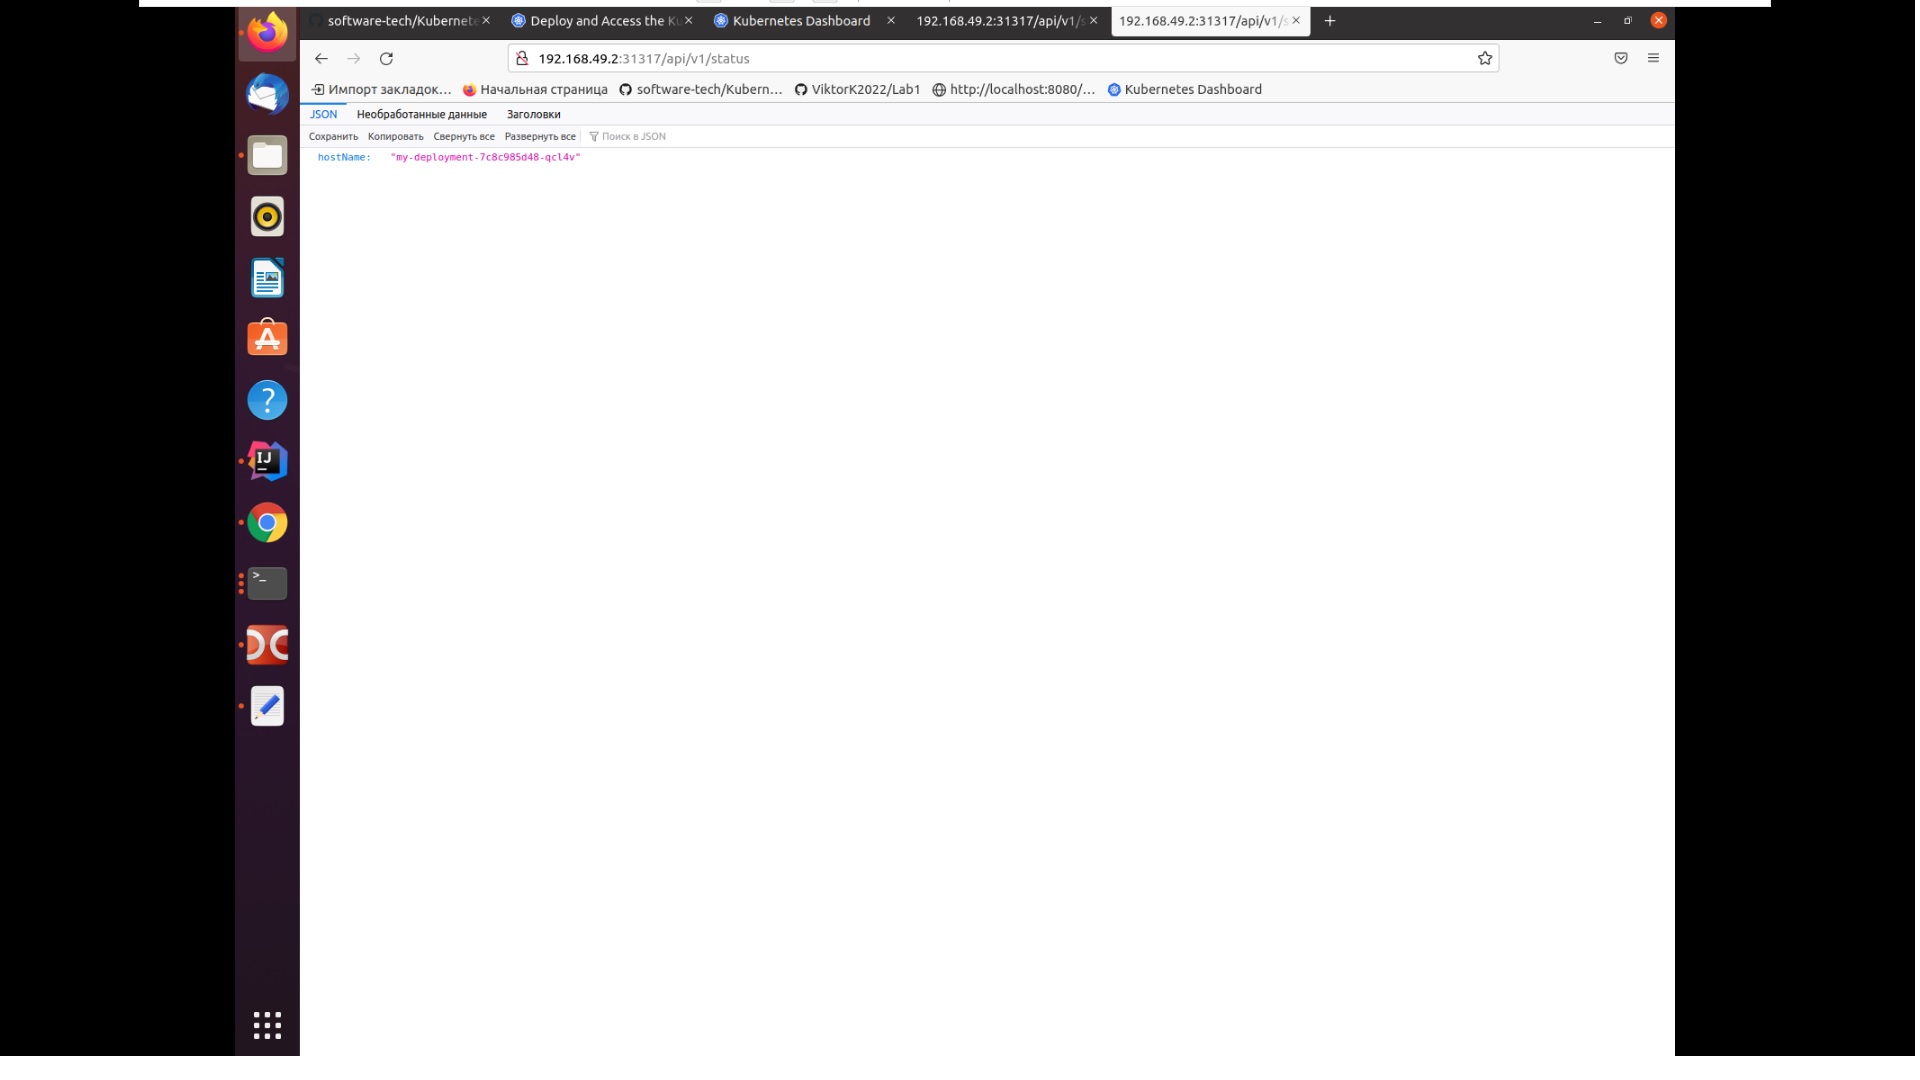 software-tech/Kubernete
Deploy and Access the Ku
Kubernetes Dashboard
192.168.49.2:31317/api/v1/s
192.168.49.2:31317/api/v1/s
192.168.49.2:31317/api/v1/status
Импорт закладок...
Начальная страница
software-tech/Kubern...
ViktorK2022/Lab1
http://localhost:8080/...
Kubernetes Dashboard
JSON
Необработанные данные
Заголовки
Сохранить
Копировать
Свернуть все
Развернуть все
Поиск в JSON
hostName: "my-deployment-7c8c985d48-qcl4v"
IJ
>_